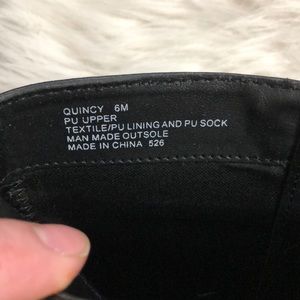 QUINCY 6M
PU UPPER
TEXTILE/PU LINING AND PU SOCK
MAN MADE OUTSOLE
MADE IN CHINA 526